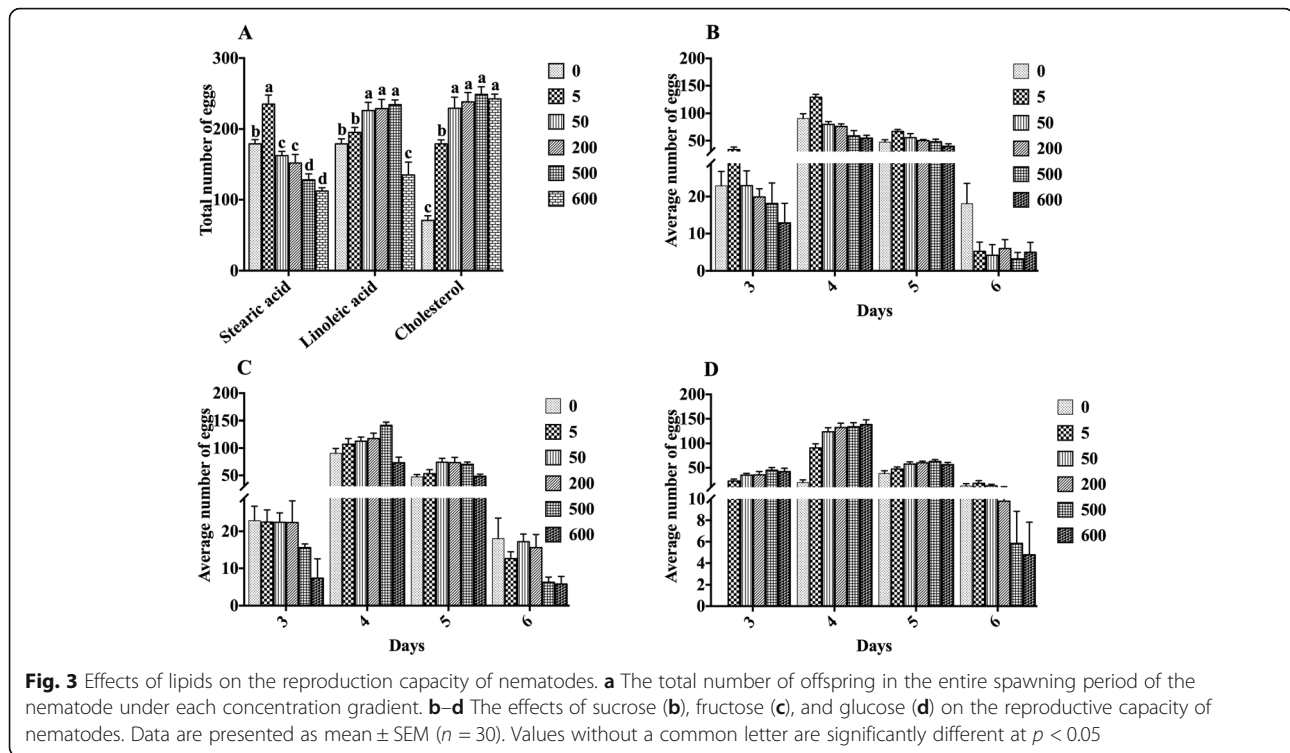 A
Total number of eggs
300
200
100
0
b a c c d d
b b a a a c
c b a a a a
Stearic acid
Linoleic acid
Cholesterol
0
5
50
200
500
600
B
Average number of eggs
200
150
100
50
20
10
0
3 4 5 6
Days
0
5
50
200
500
600
C
Average number of eggs
200
150
100
50
20
10
0
3 4 5 6
Days
0
5
50
200
500
600
D
Average number of eggs
200
150
100
50
10
8
6
4
2
0
3 4 5 6
Days
0
5
50
200
500
600
Fig. 3 Effects of lipids on the reproduction capacity of nematodes. a The total number of offspring in the entire spawning period of the
nematode under each concentration gradient. b–d The effects of sucrose (b), fructose (c), and glucose (d) on the reproductive capacity of
nematodes. Data are presented as mean ± SEM (n = 30). Values without a common letter are significantly different at p < 0.05